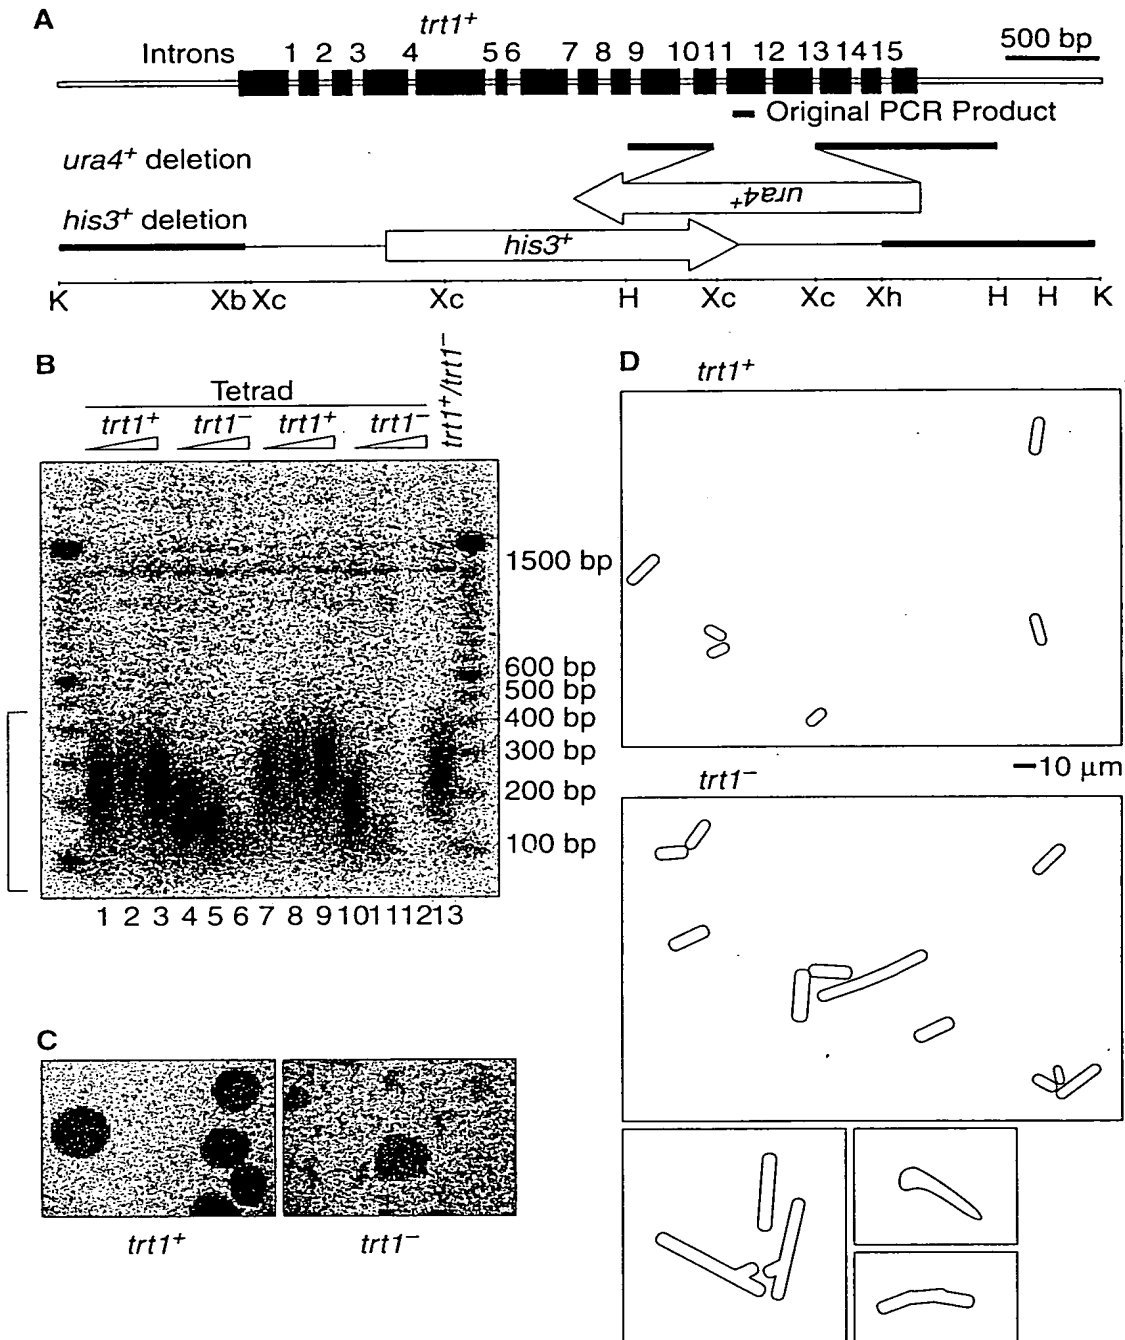 A
trt1+
Introns 1 2 3 4 5 6 7 8 9 10 11 12 13 14 15
500 bp
Original PCR Product
ura4+ deletion
ura4+
his3+ deletion
his3+
K Xb Xc Xc H Xc Xc Xh H H K
B
Tetrad
trt1+ trt1− trt1+ trt1− trt1+/trt1−
1500 bp
600 bp
500 bp
400 bp
300 bp
200 bp
100 bp
1 2 3 4 5 6 7 8 9 10 11 12 13
C
trt1+ trt1−
D
trt1+
10 µm
trt1−